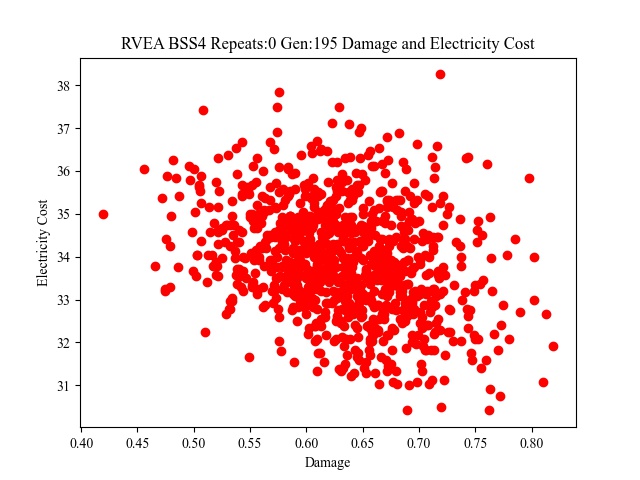 RVEA BSS4 Repeats:0 Gen:195 Damage and Electricity Cost
38
37
36
35
34
33
32
31
Electricity Cost
0.40 0.45 0.50 0.55 0.60 0.65 0.70 0.75 0.80
Damage